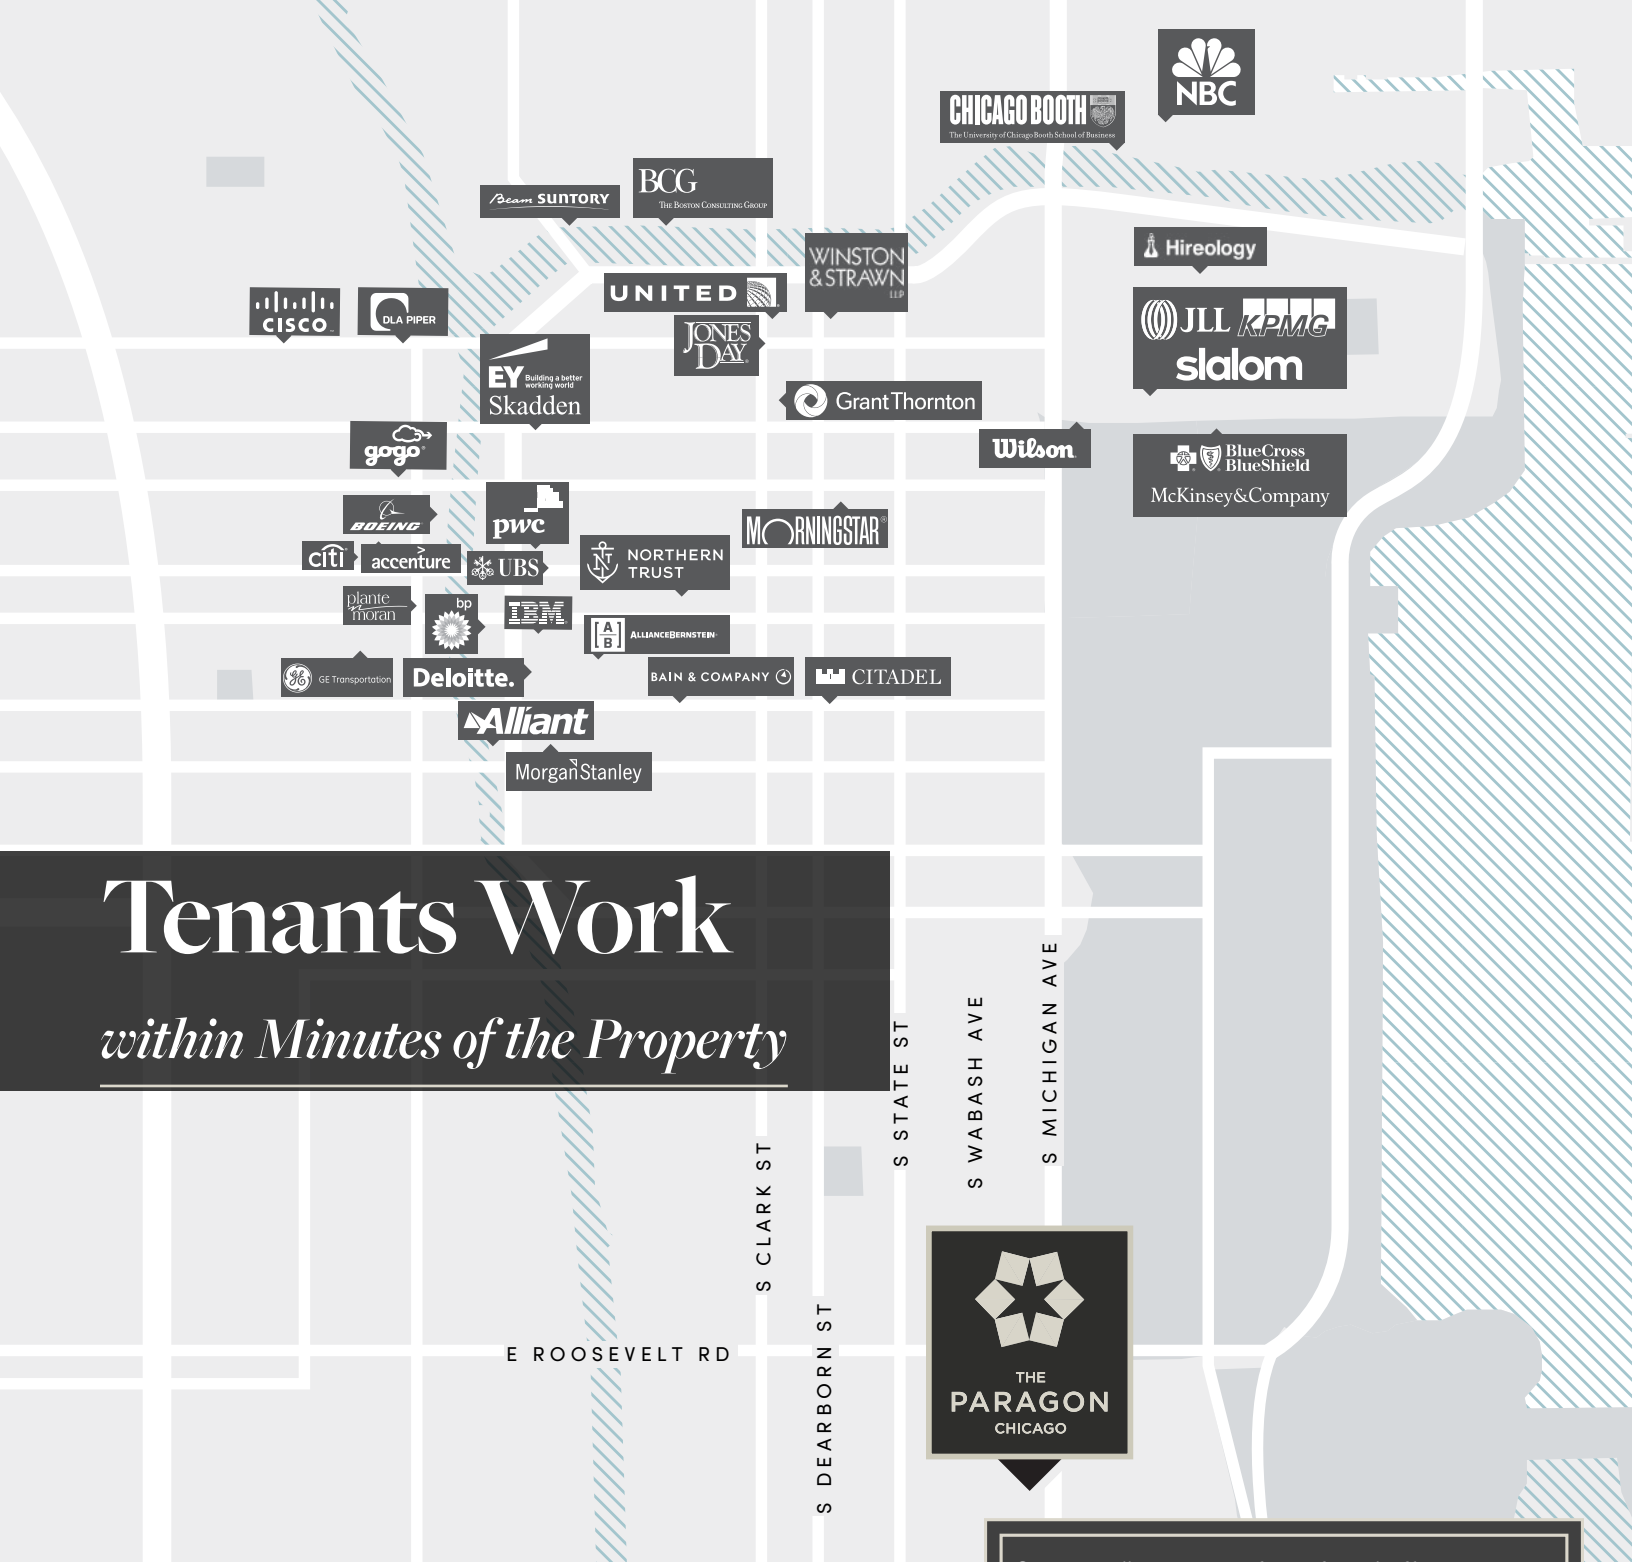 NBC
CHICAGO BOOTH
The University of Chicago Booth School of Business
Beam SUNTORY
BCG
THE BOSTON CONSULTING GROUP
WINSTON
& STRAWN
LLP
Hireology
UNITED
CISCO
DLA PIPER
JONES
DAY
JLL KPMG
slalom
EY Building a better
working world
Skadden
Grant Thornton
Wilson
gogo
BlueCross
BlueShield
McKinsey&Company
BOEING
pwc
MORNINGSTAR
citi
accenture
UBS
NORTHERN
TRUST
plante
moran
bp
IBM
[A
B] ALLIANCEBERNSTEIN
GE Transportation
Deloitte.
BAIN & COMPANY
CITADEL
Alliant
Morgan Stanley
Tenants Work
within Minutes of the Property
S CLARK ST
S DEARBORN ST
S STATE ST
S WABASH AVE
S MICHIGAN AVE
E ROOSEVELT RD
THE
PARAGON
CHICAGO